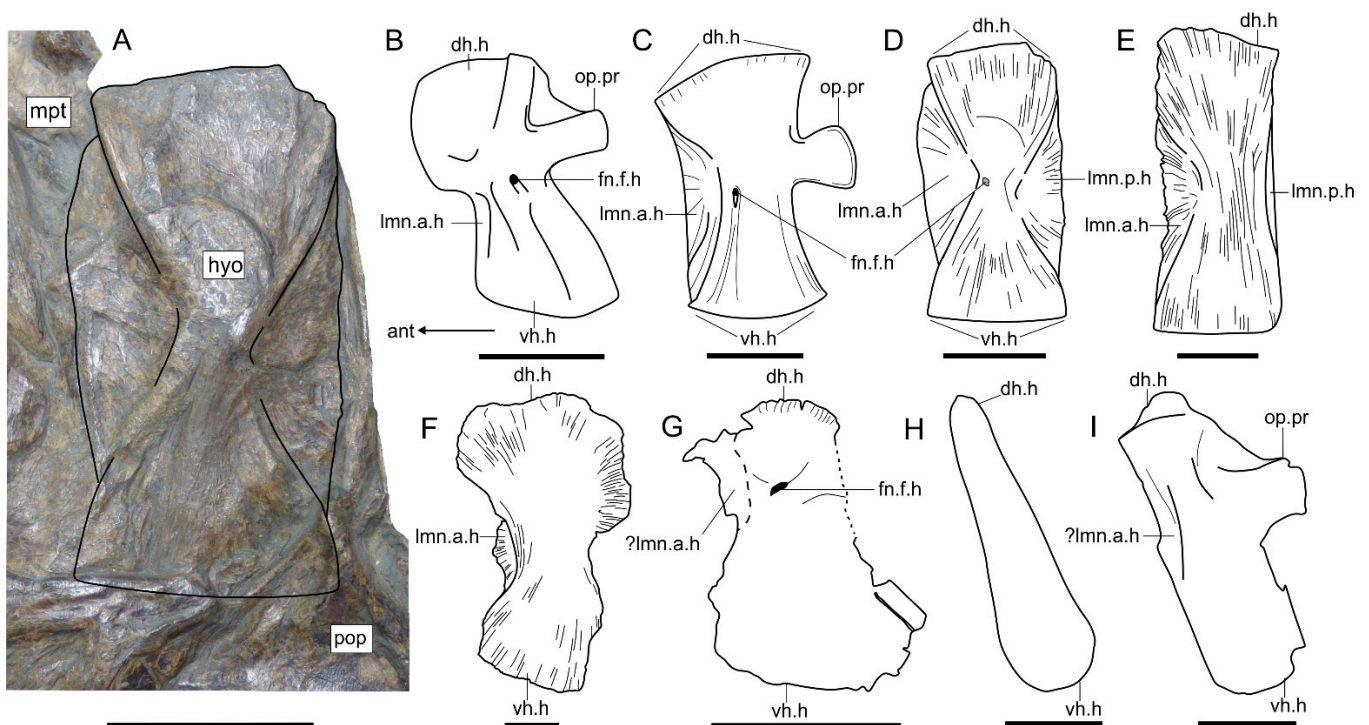 A
mpt
hyo
pop
B
dh.h
op.pr
fn.f.h
lmn.a.h
vh.h
ant
C
dh.h
op.pr
lmn.a.h
fn.f.h
vh.h
D
dh.h
lmn.a.h
lmn.p.h
vh.h
E
dh.h
lmn.p.h
lmn.a.h
vh.h
F
dh.h
lmn.a.h
vh.h
G
dh.h
fn.f.h
?lmn.a.h
vh.h
H
dh.h
vh.h
I
dh.h
op.pr
?lmn.a.h
vh.h